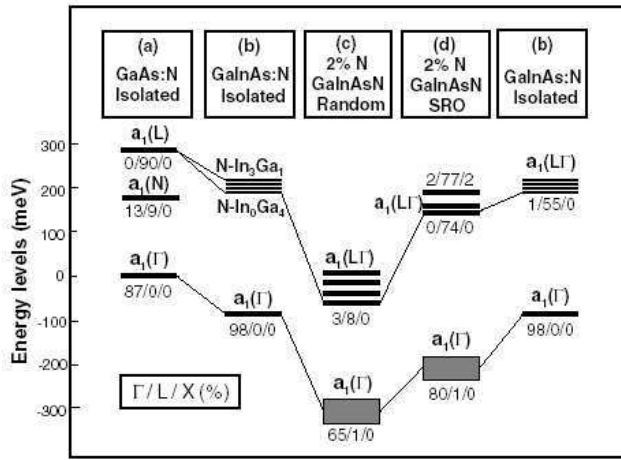 (a)
GaAs:N
Isolated
(b)
GaInAs:N
Isolated
(c)
2% N
GaInAsN
Random
(d)
2% N
GaInAsN
SRO
(b)
GaInAs:N
Isolated
Energy levels (meV)
300
200
100
0
-100
-200
-300
a₁(L)
0/90/0
a₁(N)
13/9/0
a₁(Γ)
87/0/0
N-In₃Ga₁
N-In₀Ga₄
a₁(Γ)
98/0/0
a₁(LΓ)
3/8/0
a₁(Γ)
65/1/0
2/77/2
a₁(LΓ)
0/74/0
a₁(Γ)
80/1/0
a₁(LΓ)
1/55/0
a₁(Γ)
98/0/0
Γ / L / X (%)